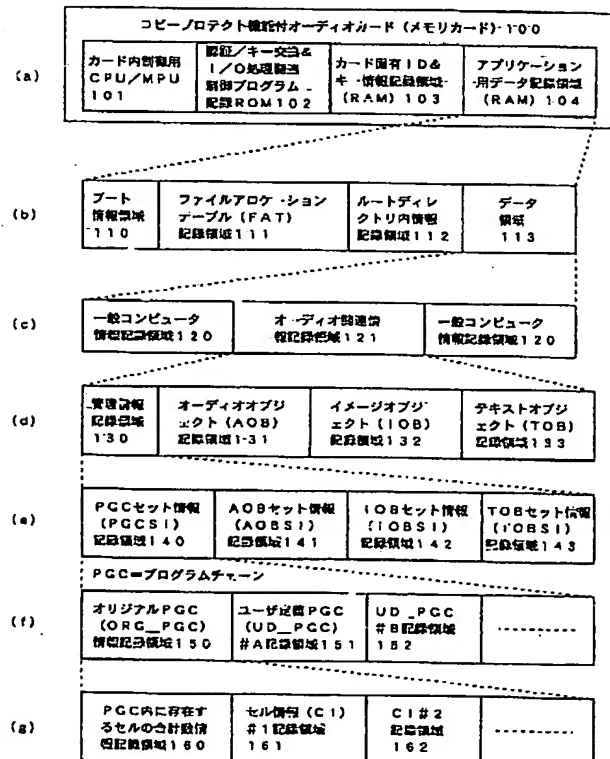 コピープロテクト機能付オーディオカード(メモリカード)-100
(a)
カード内制御用
CPU/MPU
101
認証/キー交換&
I/O処理関連
制御プログラム
記録ROM102
カード固有ID&
キー情報記録領域
(RAM)103
アプリケーション
用データ記録領域
(RAM)104
(b)
ブート
情報領域
110
ファイルアロケーション
テーブル(FAT)
記録領域111
ルートディレ
クトリ内情報
記録領域112
データ
領域
113
(c)
一般コンピュータ
情報記録領域120
オーディオ関連情
報記録領域121
一般コンピュータ
情報記録領域120
(d)
管理情報
記録領域
130
オーディオオブジ
ェクト(AOB)
記録領域131
イメージオブジ
ェクト(IOB)
記録領域132
テキストオブジ
ェクト(TOB)
記録領域133
(e)
PGCセット情報
(PGCSI)
記録領域140
AOBセット情報
(AOBSI)
記録領域141
IOBセット情報
(IOBSI)
記録領域142
TOBセット情報
(TOBSI)
記録領域143
PGC=プログラムチェーン
(f)
オリジナルPGC
(ORG_PGC)
情報記録領域150
ユーザ定義PGC
(UD_PGC)
#A記録領域151
UD_PGC
#B記録領域
152
(g)
PGC内に存在す
るセルの合計数情
報記録領域160
セル情報(CI)
#1記録領域
161
CI#2
記録領域
162